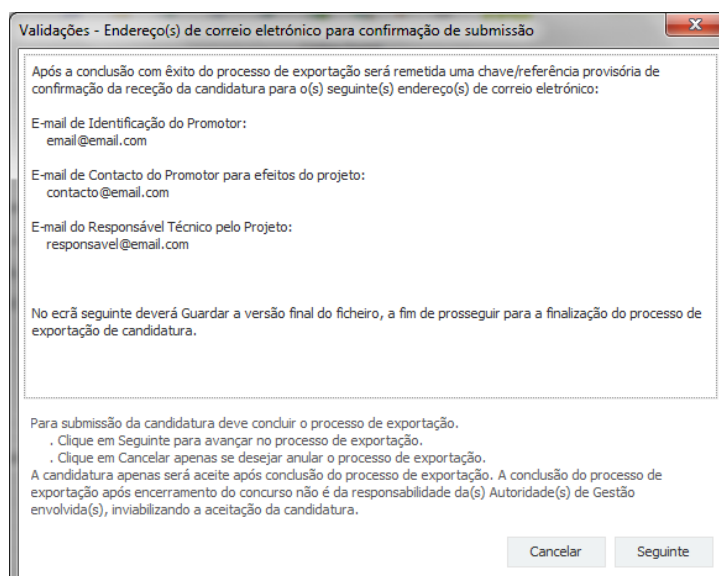 Validações - Endereço(s) de correio eletrónico para confirmação de submissão
Após a conclusão com êxito do processo de exportação será remetida uma chave/referência provisória de
confirmação da receção da candidatura para o(s) seguinte(s) endereço(s) de correio eletrónico:
E-mail de Identificação do Promotor:
email@email.com
E-mail de Contacto do Promotor para efeitos do projeto:
contacto@email.com
E-mail do Responsável Técnico pelo Projeto:
responsavel@email.com
No ecrã seguinte deverá Guardar a versão final do ficheiro, a fim de prosseguir para a finalização do processo de
exportação de candidatura.
Para submissão da candidatura deve concluir o processo de exportação.
. Clique em Seguinte para avançar no processo de exportação.
. Clique em Cancelar apenas se desejar anular o processo de exportação.
A candidatura apenas será aceite após conclusão do processo de exportação. A conclusão do processo de
exportação após encerramento do concurso não é da responsabilidade da(s) Autoridade(s) de Gestão
envolvida(s), inviabilizando a aceitação da candidatura.
Cancelar Seguinte